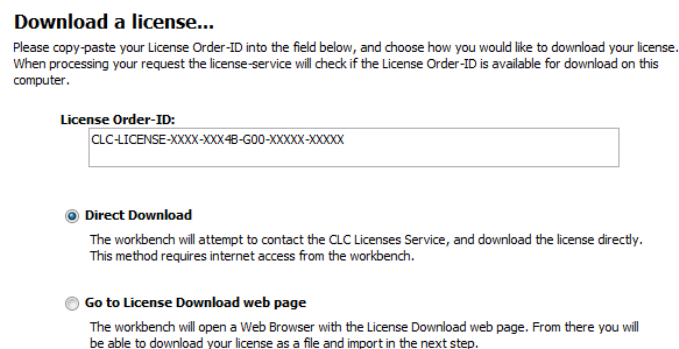 Download a license...
Please copy-paste your License Order-ID into the field below, and choose how you would like to download your license.
When processing your request the license-service will check if the License Order-ID is available for download on this
computer.
License Order-ID:
CLC-LICENSE-XXXX-XXX4B-G00-XXXXX-XXXXX
Direct Download
The workbench will attempt to contact the CLC Licenses Service, and download the license directly.
This method requires internet access from the workbench.
Go to License Download web page
The workbench will open a Web Browser with the License Download web page. From there you will
be able to download your license as a file and import in the next step.